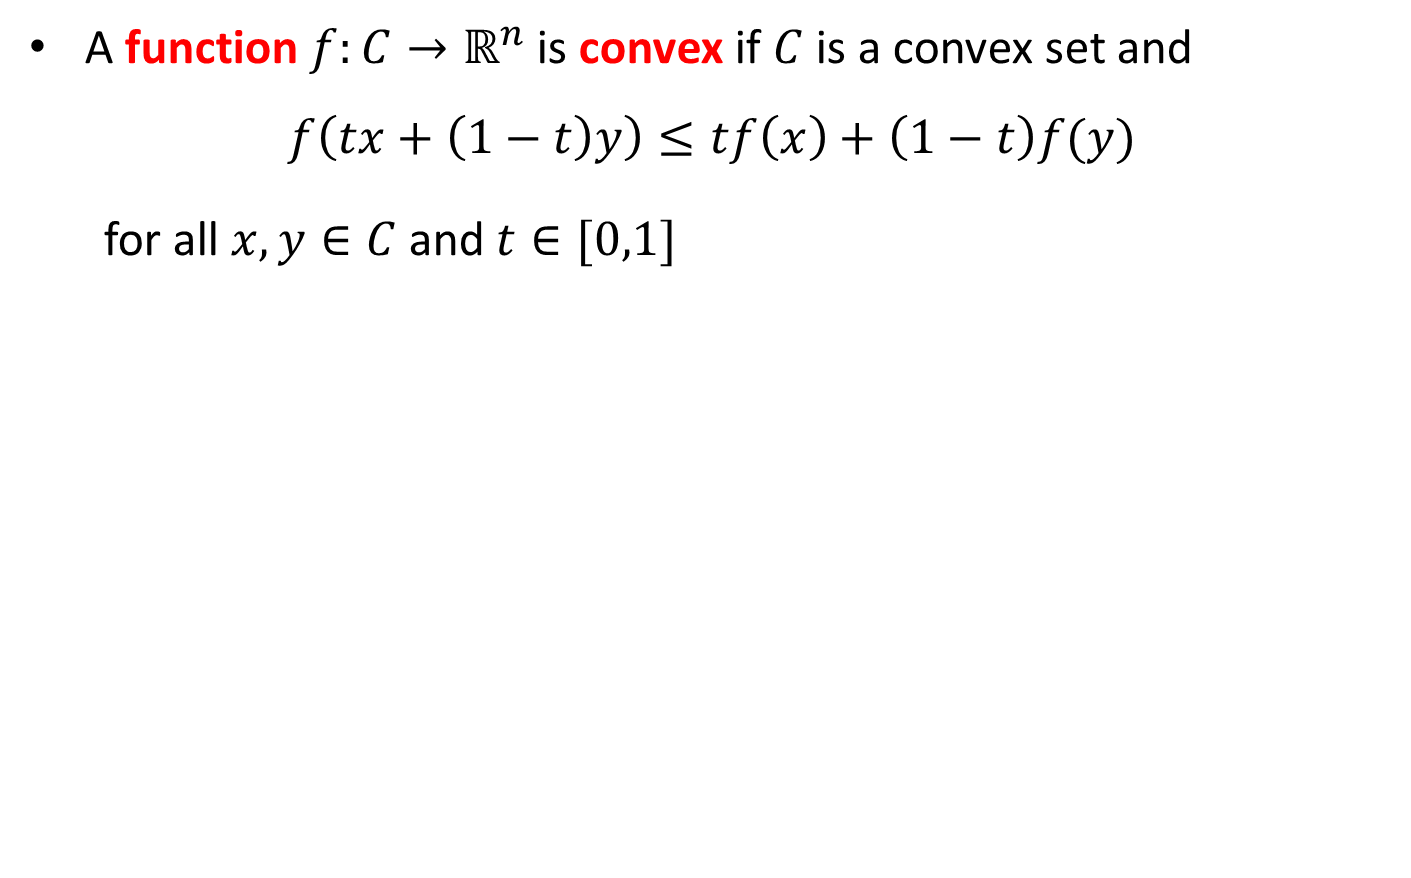 • A function 𝑓: 𝐶 → ℝⁿ is convex if 𝐶 is a convex set and
𝑓(𝑡𝑥 + (1 − 𝑡)𝑦) ≤ 𝑡𝑓(𝑥) + (1 − 𝑡)𝑓(𝑦)
for all 𝑥, 𝑦 ∈ 𝐶 and 𝑡 ∈ [0,1]